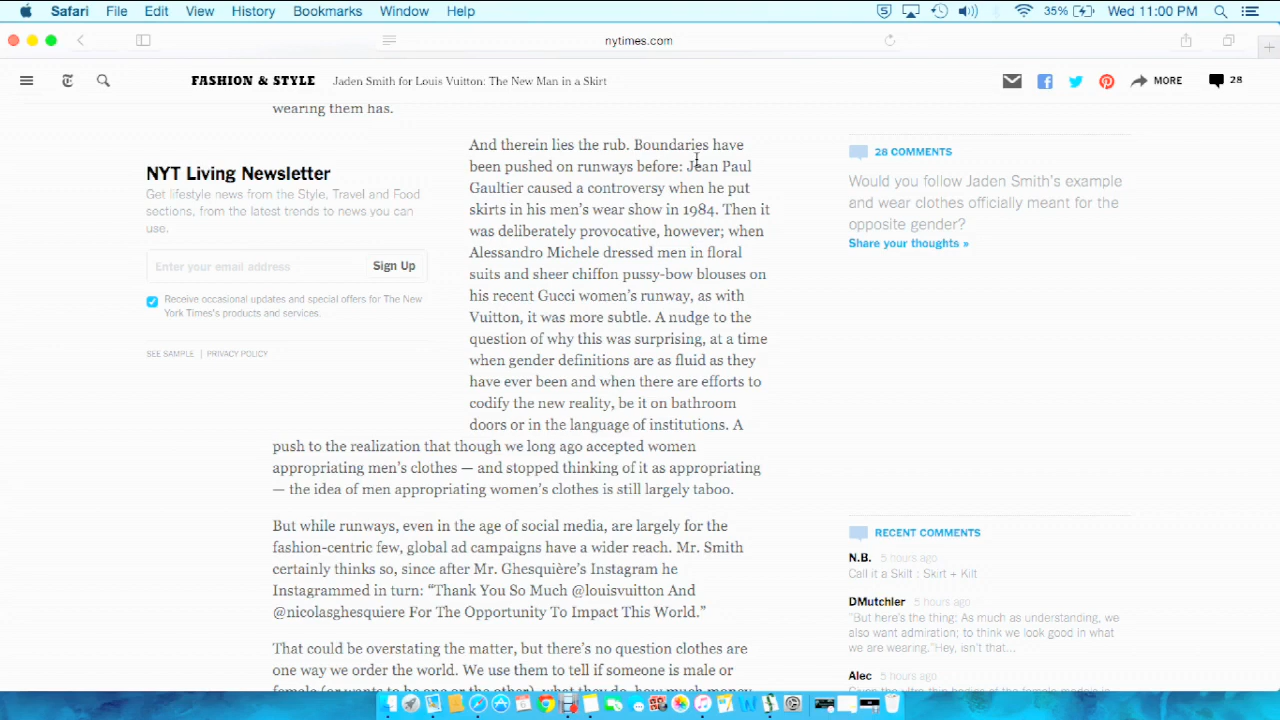 Safari File Edit View History Bookmarks Window Help
35% Wed 11:00 PM
nytimes.com
FASHION & STYLE Jaden Smith for Louis Vuitton: The New Man in a Skirt
MORE 28
wearing them has.
NYT Living Newsletter
Get lifestyle news from the Style, Travel and Food
sections, from the latest trends to news you can
use.
Enter your email address Sign Up
Receive occasional updates and special offers for The New
York Times's products and services.
SEE SAMPLE | PRIVACY POLICY
And therein lies the rub. Boundaries have
been pushed on runways before: Jean Paul
Gaultier caused a controversy when he put
skirts in his men’s wear show in 1984. Then it
was deliberately provocative, however; when
Alessandro Michele dressed men in floral
suits and sheer chiffon pussy-bow blouses on
his recent Gucci women’s runway, as with
Vuitton, it was more subtle. A nudge to the
question of why this was surprising, at a time
when gender definitions are as fluid as they
have ever been and when there are efforts to
codify the new reality, be it on bathroom
doors or in the language of institutions. A
push to the realization that though we long ago accepted women
appropriating men’s clothes — and stopped thinking of it as appropriating
— the idea of men appropriating women’s clothes is still largely taboo.
But while runways, even in the age of social media, are largely for the
fashion-centric few, global ad campaigns have a wider reach. Mr. Smith
certainly thinks so, since after Mr. Ghesquière’s Instagram he
Instagrammed in turn: “Thank You So Much @louisvuitton And
@nicolasghesquiere For The Opportunity To Impact This World.”
That could be overstating the matter, but there’s no question clothes are
one way we order the world. We use them to tell if someone is male or
female (or wants to be one or the other), what they do, how much money
28 COMMENTS
Would you follow Jaden Smith’s example
and wear clothes officially meant for the
opposite gender?
Share your thoughts »
RECENT COMMENTS
N.B. 5 hours ago
Call it a Skilt : Skirt + Kilt
DMutchler 5 hours ago
"But here's the thing: As much as understanding, we
also want admiration; to think we look good in what
we are wearing."Hey, isn't that...
Alec 5 hours ago